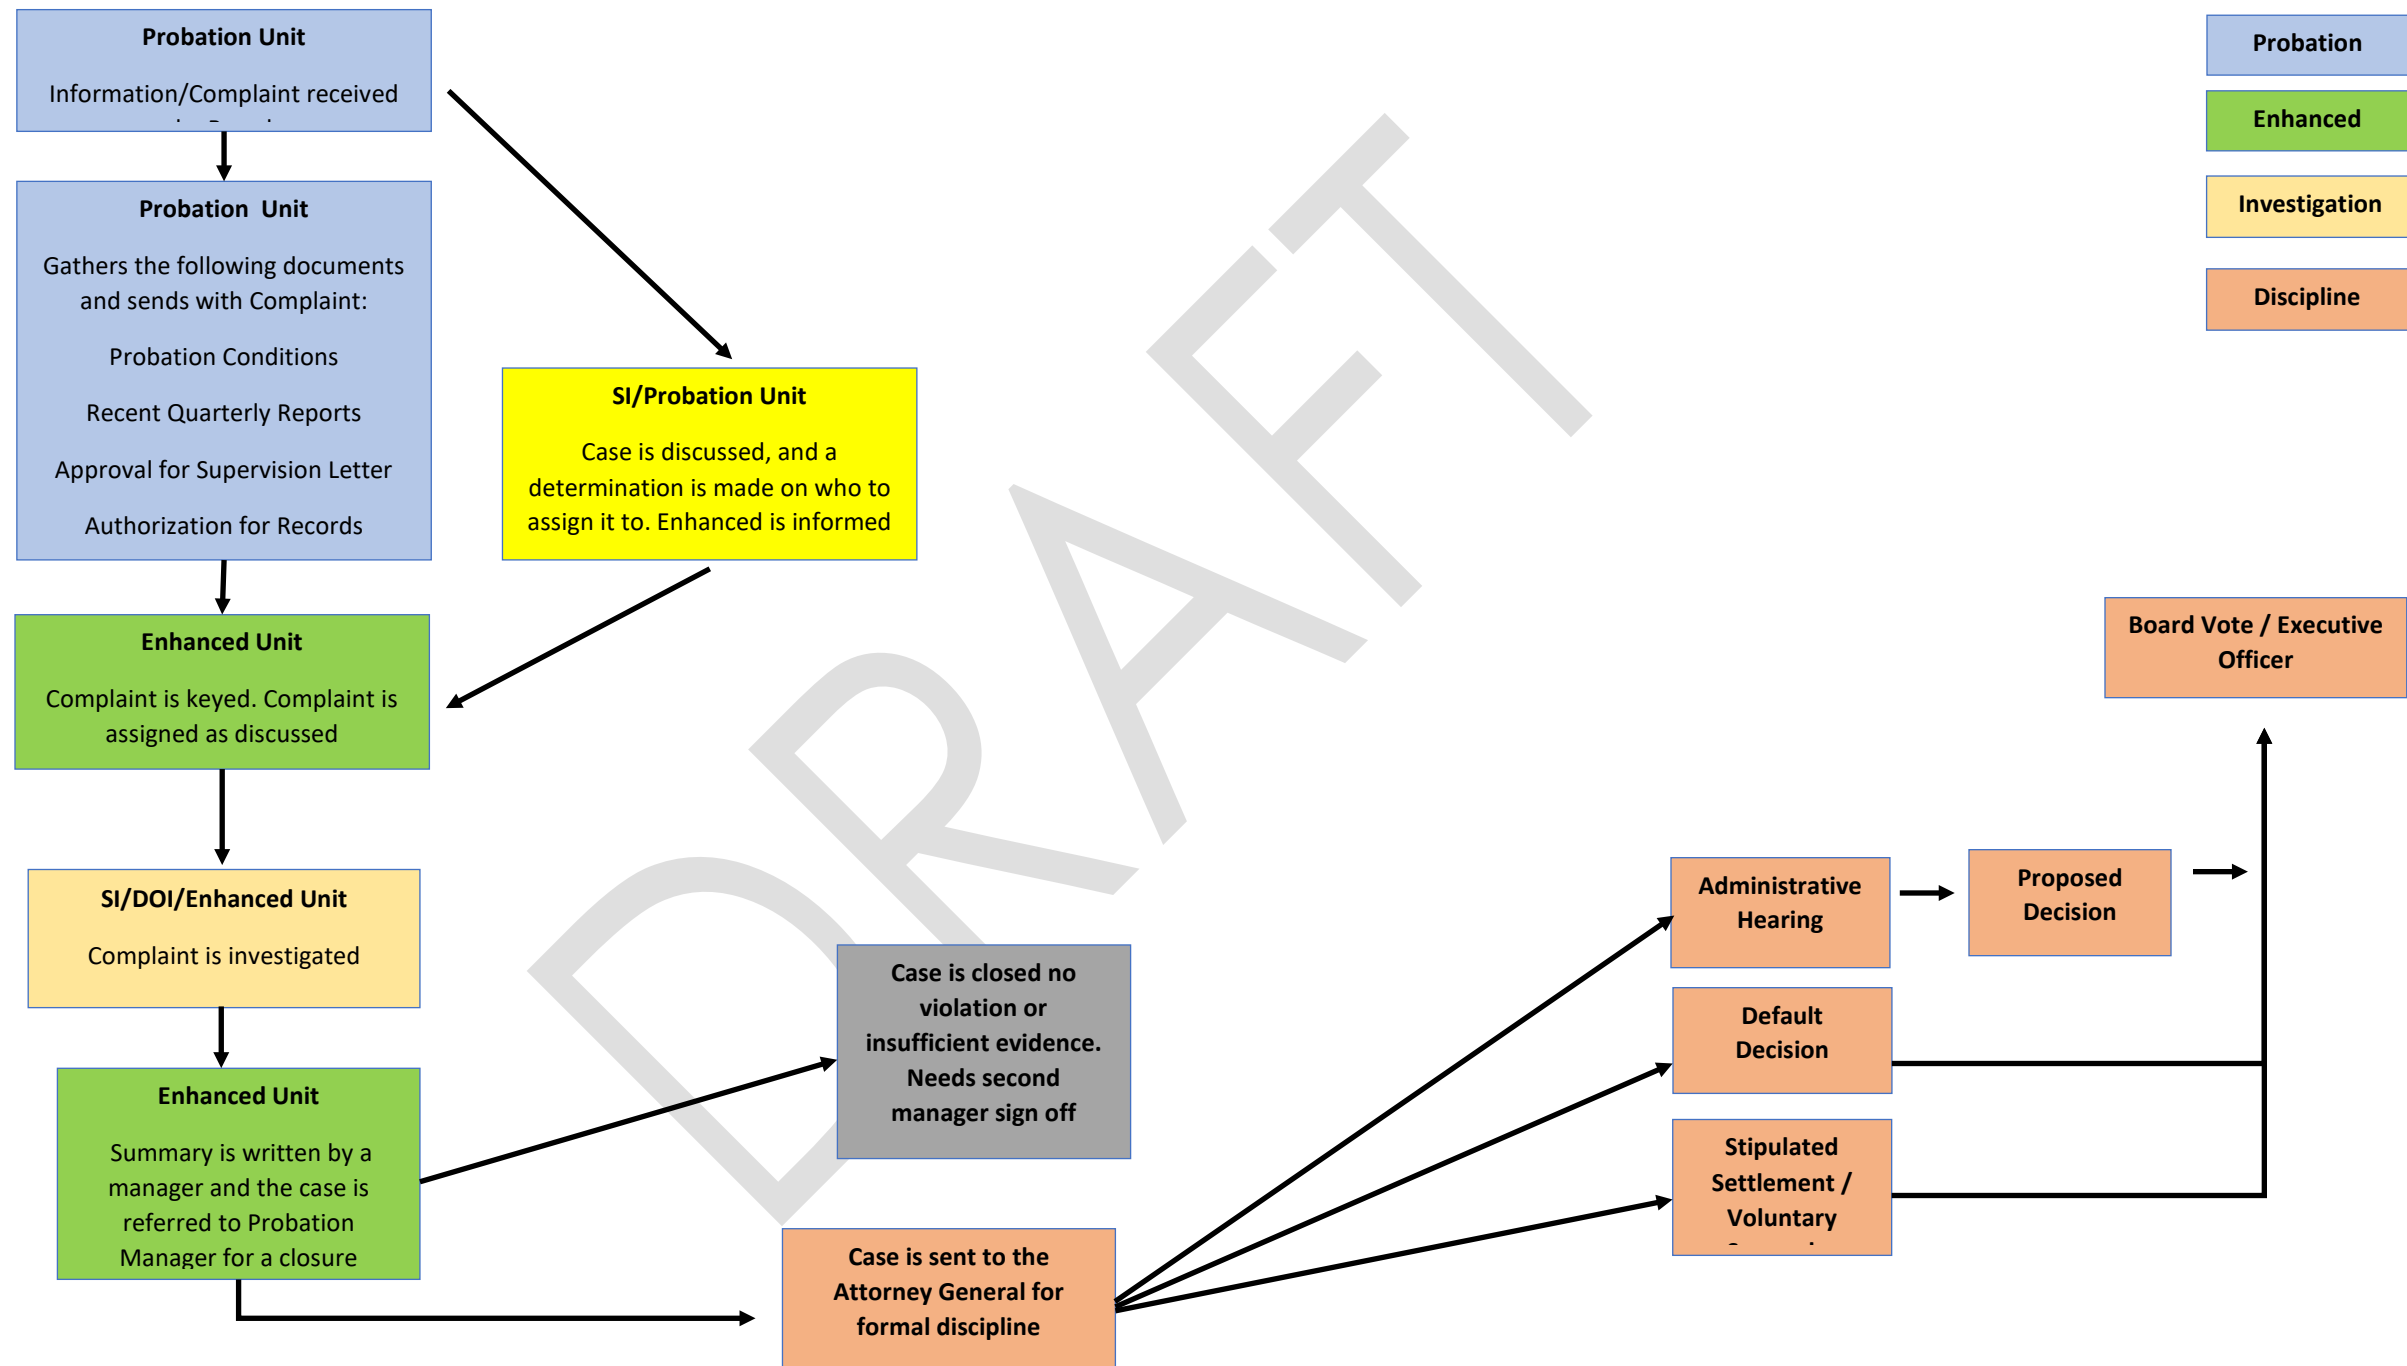 Probation Unit
Information/Complaint received
Probation Unit
Gathers the following documents
and sends with Complaint:
Probation Conditions
Recent Quarterly Reports
Approval for Supervision Letter
Authorization for Records
SI/Probation Unit
Case is discussed, and a
determination is made on who to
assign it to. Enhanced is informed
Enhanced Unit
Complaint is keyed. Complaint is
assigned as discussed
SI/DOI/Enhanced Unit
Complaint is investigated
Enhanced Unit
Summary is written by a
manager and the case is
referred to Probation
Manager for a closure
Case is closed no
violation or
insufficient evidence.
Needs second
manager sign off
Case is sent to the
Attorney General for
formal discipline
Administrative
Hearing
Proposed
Decision
Default
Decision
Stipulated
Settlement /
Voluntary
Board Vote / Executive
Officer
Probation
Enhanced
Investigation
Discipline
DRAFT